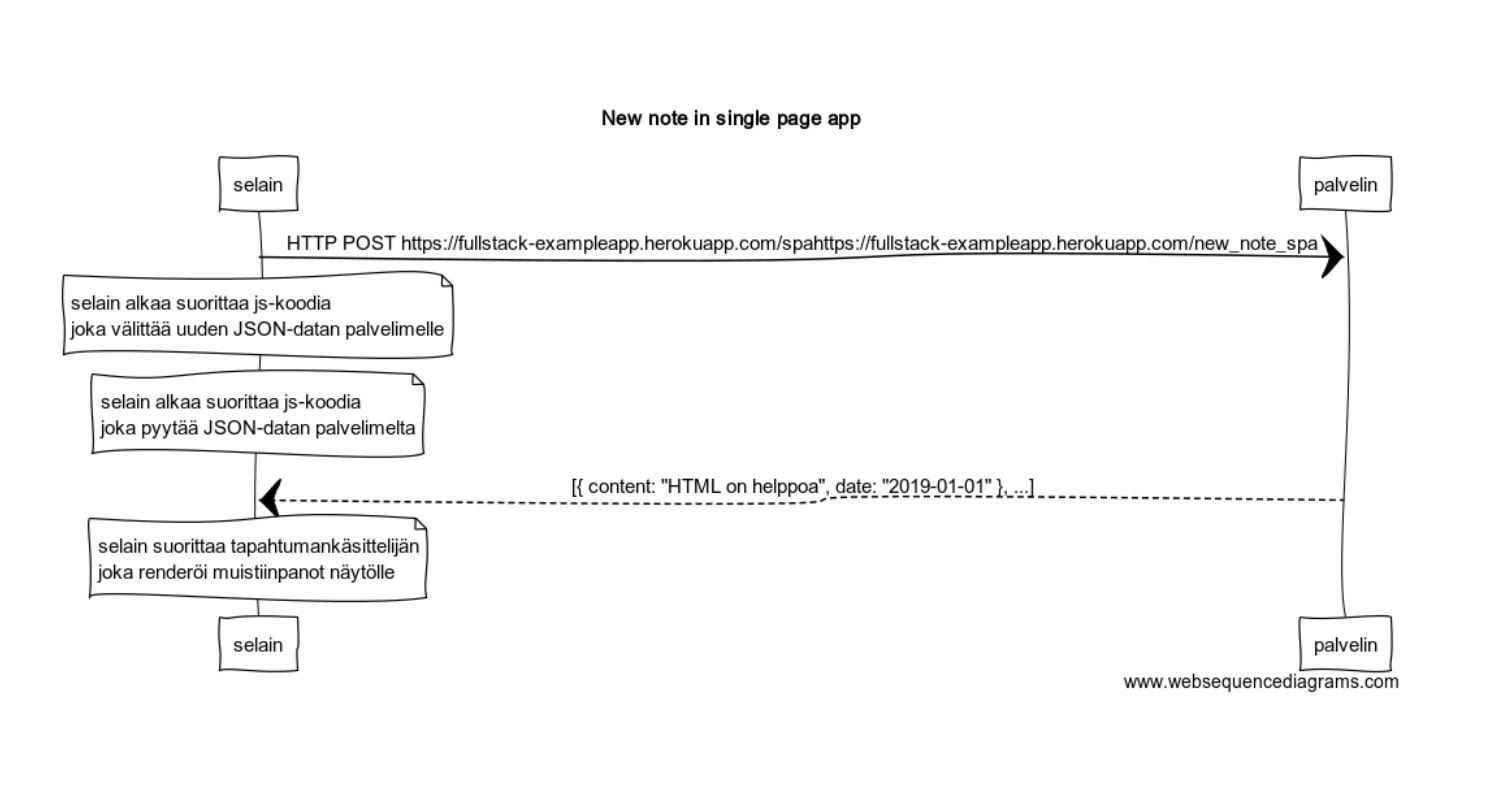 New note in single page app
selain
palvelin
HTTP POST https://fullstack-exampleapp.herokuapp.com/spahttps://fullstack-exampleapp.herokuapp.com/new_note_spa
selain alkaa suorittaa js-koodia
joka välittää uuden JSON-datan palvelimelle
selain alkaa suorittaa js-koodia
joka pyytää JSON-datan palvelimelta
[{ content: "HTML on helppoa", date: "2019-01-01" }, ...]
selain suorittaa tapahtumankäsittelijän
joka renderöi muistiinpanot näytölle
selain
palvelin
www.websequencediagrams.com